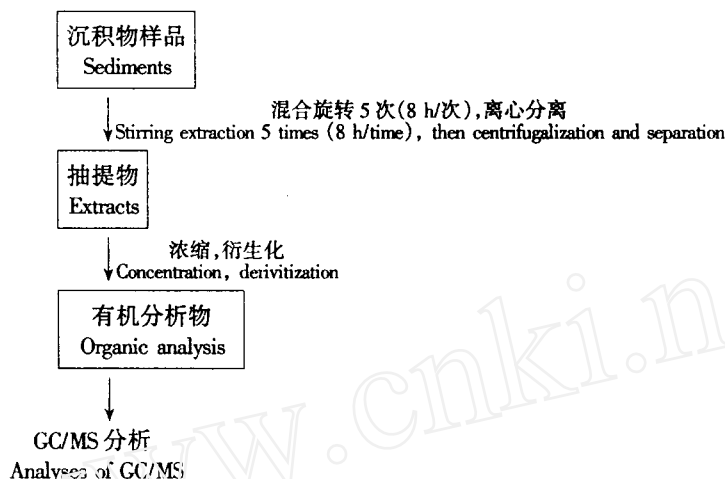 沉积物样品
Sediments
混合旋转 5 次(8 h/次),离心分离
Stirring extraction 5 times (8 h/time), then centrifugalization and separation
抽提物
Extracts
浓缩,衍生化
Concentration, derivitization
有机分析物
Organic analysis
GC/MS 分析
Analyses of GC/MS
www.cnki.n